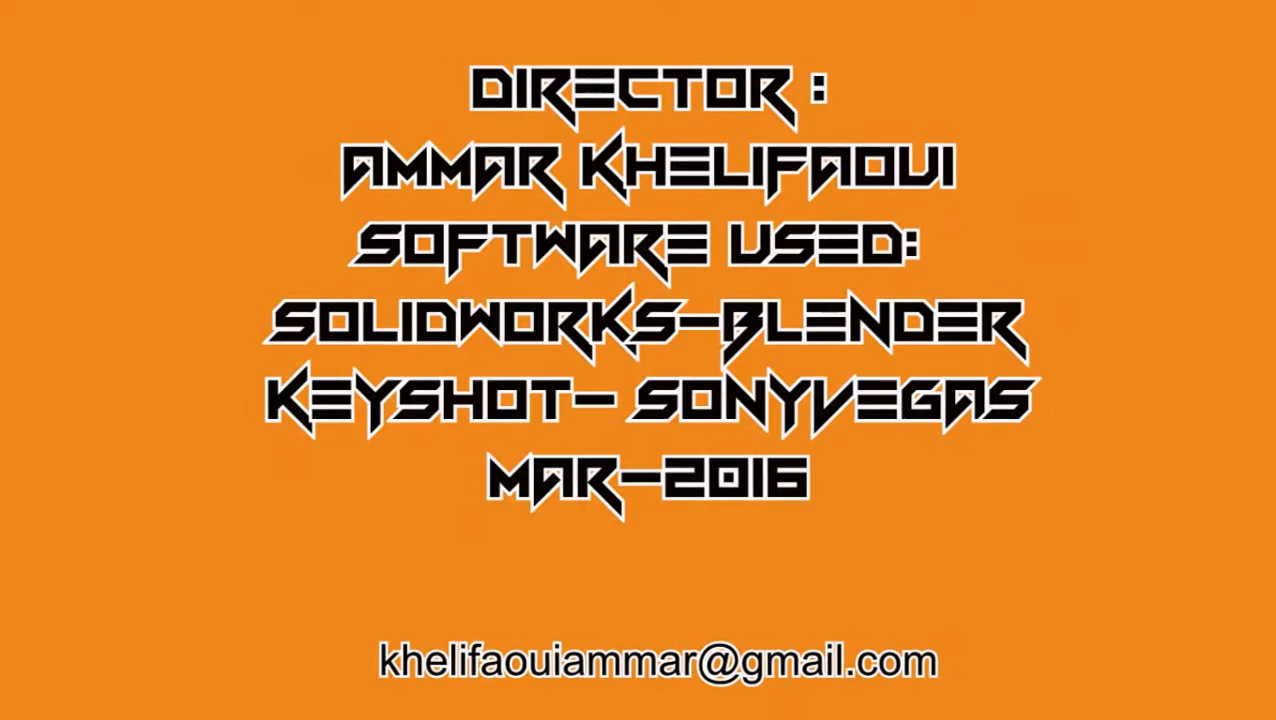 DIRECTOR :
AMMAR KHELIFAOUI
SOFTWARE USED:
SOLIDWORKS-BLENDER
KEYSHOT- SONYVEGAS
MAR-2016
khelifaouiammar@gmail.com